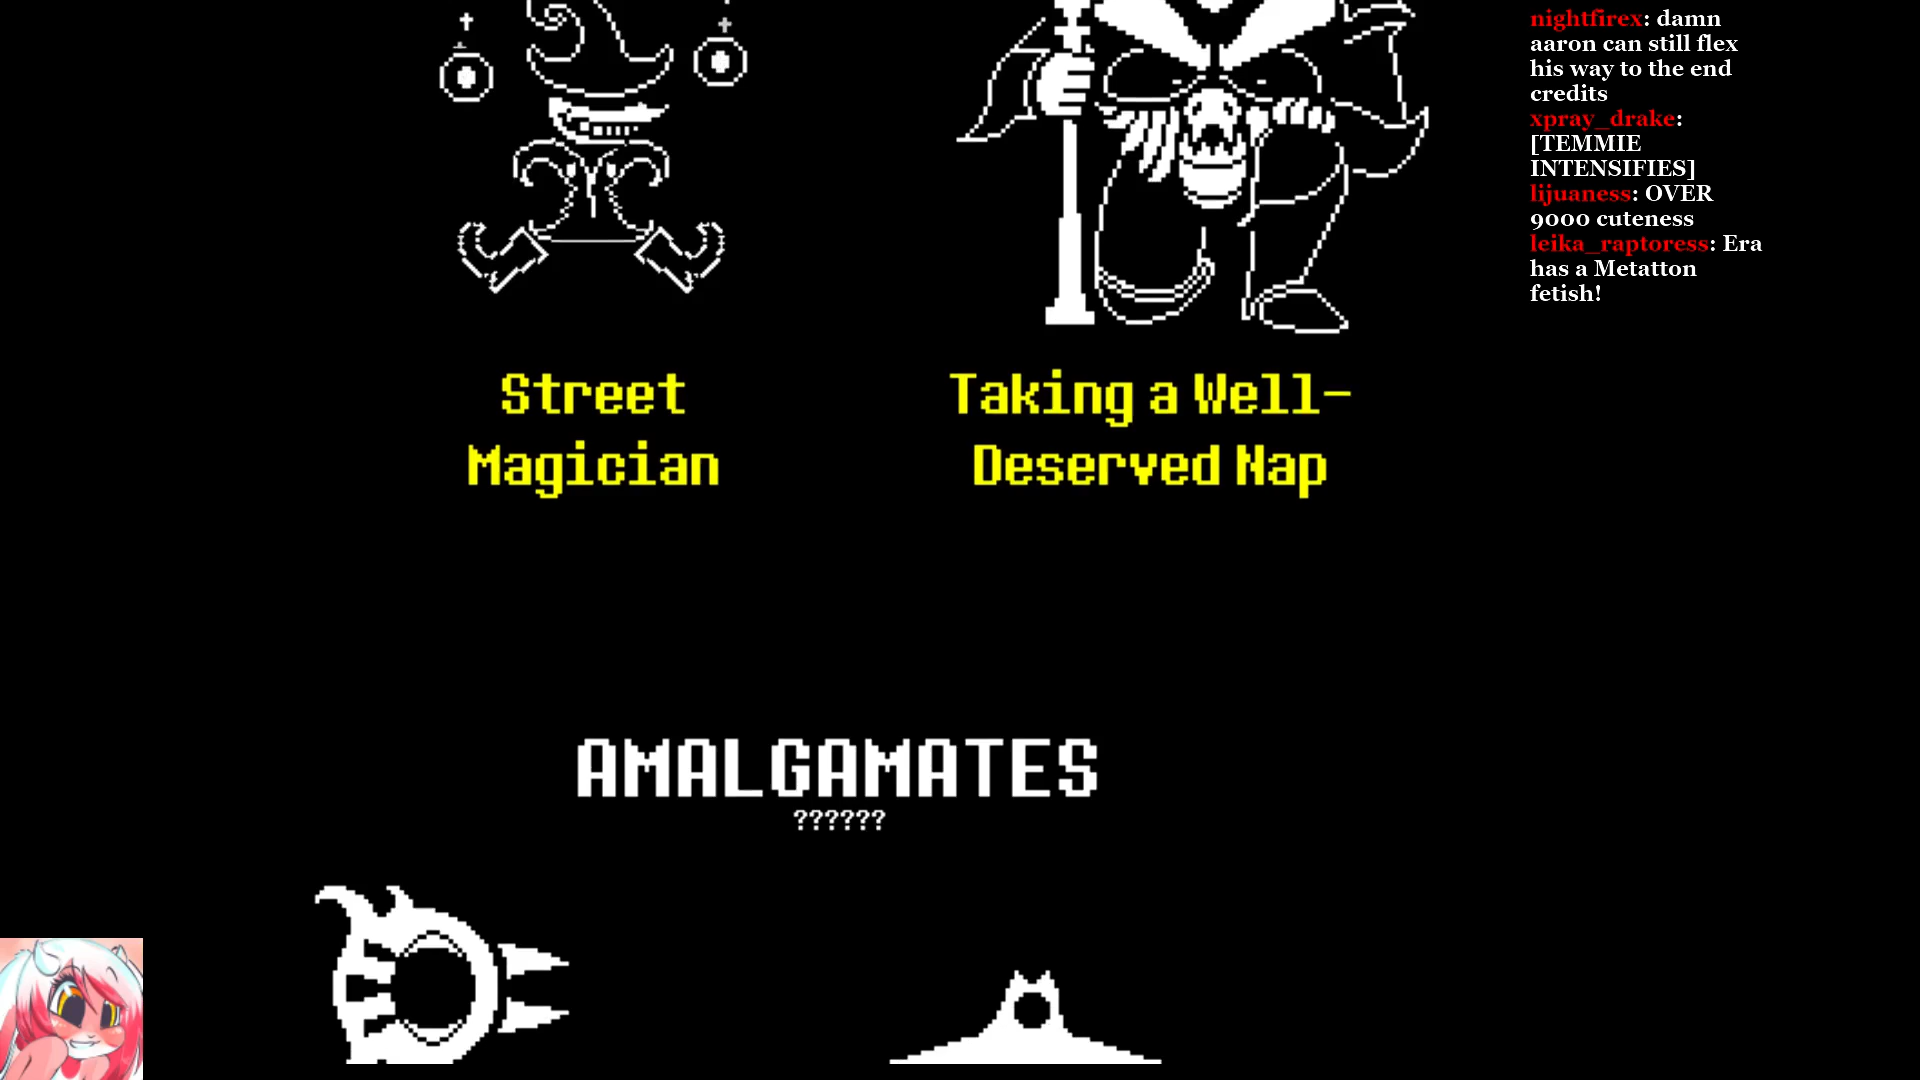 Street
Magician
Taking a Well-
Deserved Nap
AMALGAMATES
??????
nightfirex: damn
aaron can still flex
his way to the end
credits
xpray_drake:
[TEMMIE
INTENSIFIES]
lijuaness: OVER
9000 cuteness
leika_raptoress: Era
has a Metatton
fetish!